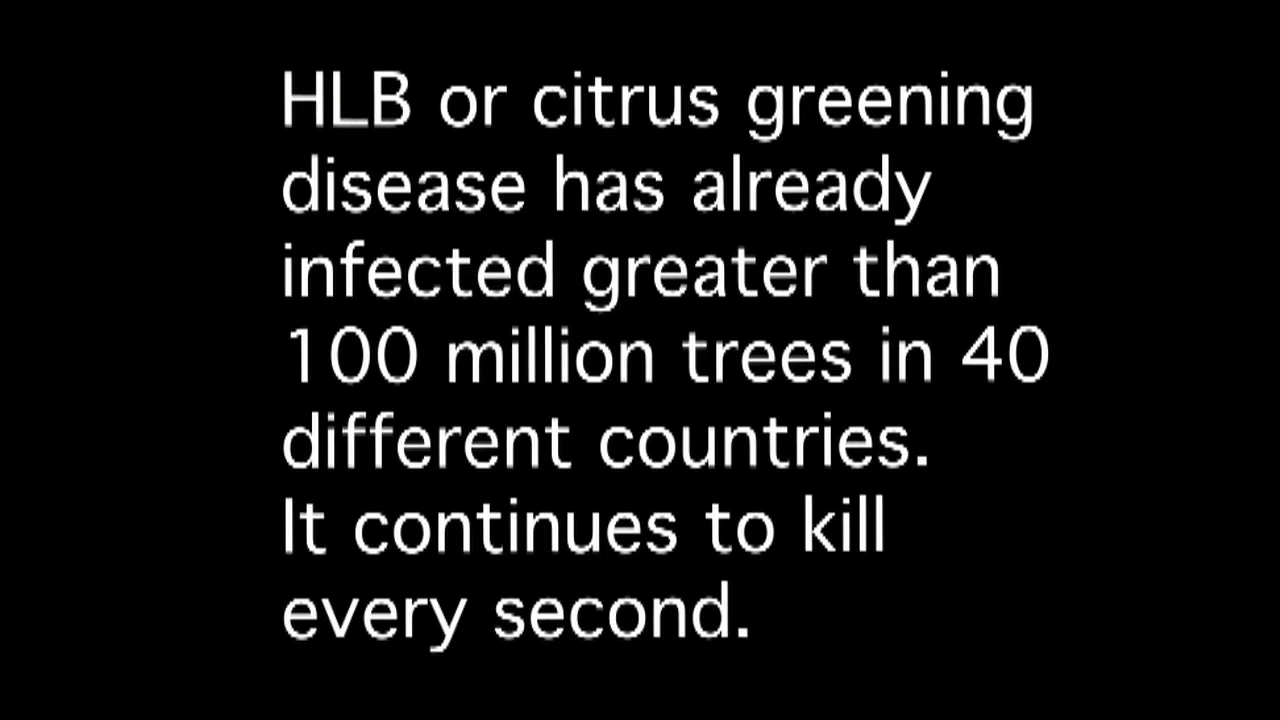 HLB or citrus greening
disease has already
infected greater than
100 million trees in 40
different countries.
It continues to kill
every second.